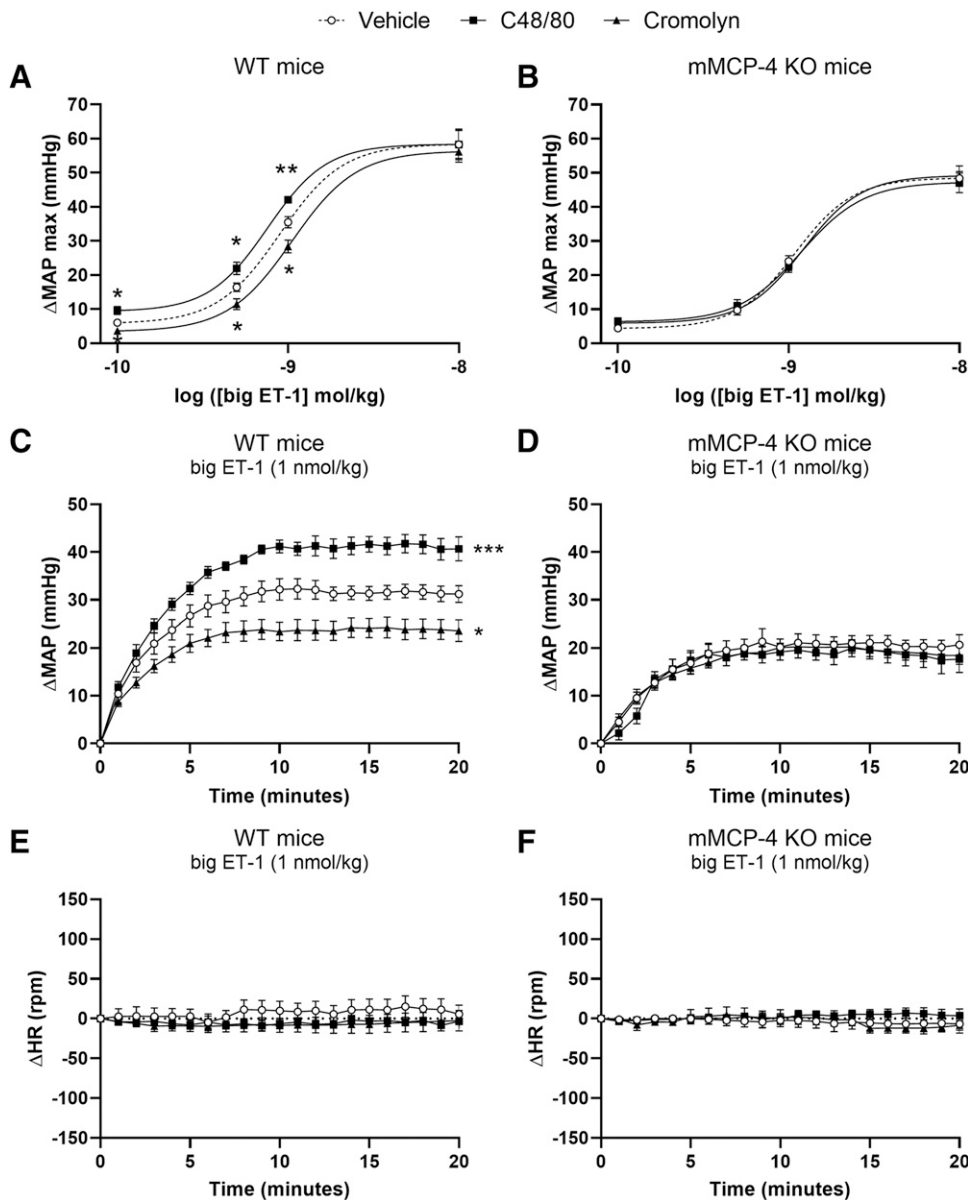 Vehicle C48/80 Cromolyn
A WT mice
ΔMAP max (mmHg)
70
60
50
40
30
20
10
0
*
*
*
**
*
*
-10 -9 -8
log ([big ET-1] mol/kg)
B mMCP-4 KO mice
ΔMAP max (mmHg)
70
60
50
40
30
20
10
0
-10 -9 -8
log ([big ET-1] mol/kg)
C WT mice
big ET-1 (1 nmol/kg)
ΔMAP (mmHg)
50
40
30
20
10
0
***
*
0 5 10 15 20
Time (minutes)
D mMCP-4 KO mice
big ET-1 (1 nmol/kg)
ΔMAP (mmHg)
50
40
30
20
10
0
0 5 10 15 20
Time (minutes)
E WT mice
big ET-1 (1 nmol/kg)
ΔHR (rpm)
150
100
50
0
-50
-100
-150
0 5 10 15 20
Time (minutes)
F mMCP-4 KO mice
big ET-1 (1 nmol/kg)
ΔHR (rpm)
150
100
50
0
-50
-100
-150
0 5 10 15 20
Time (minutes)